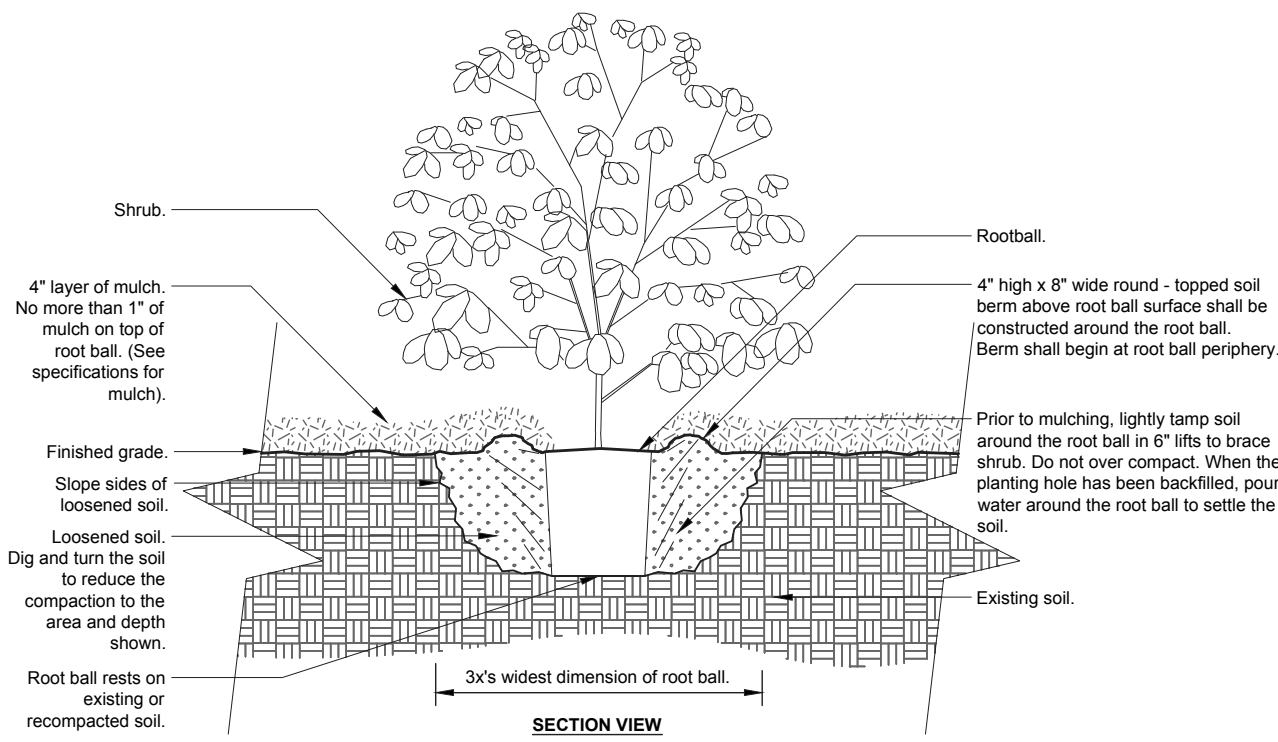 Shrub.
4" layer of mulch.
No more than 1" of
mulch on top of
root ball. (See
specifications for
mulch).
Finished grade.
Slope sides of
loosened soil.
Loosened soil.
Dig and turn the soil
to reduce the
compaction to the
area and depth
shown.
Root ball rests on
existing or
recompacted soil.
Rootball.
4" high x 8" wide round - topped soil
berm above root ball surface shall be
constructed around the root ball.
Berm shall begin at root ball periphery.
Prior to mulching, lightly tamp soil
around the root ball in 6" lifts to brace
shrub. Do not over compact. When the
planting hole has been backfilled, pour
water around the root ball to settle the
soil.
Existing soil.
3x's widest dimension of root ball.
SECTION VIEW